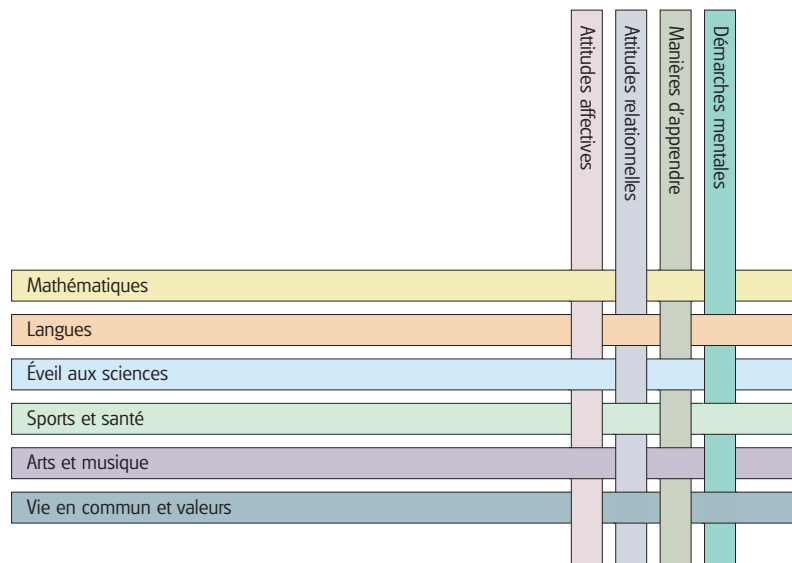 Attitudes affectives
Attitudes relationnelles
Manières d'apprendre
Démarches mentales
Mathématiques
Langues
Éveil aux sciences
Sports et santé
Arts et musique
Vie en commun et valeurs